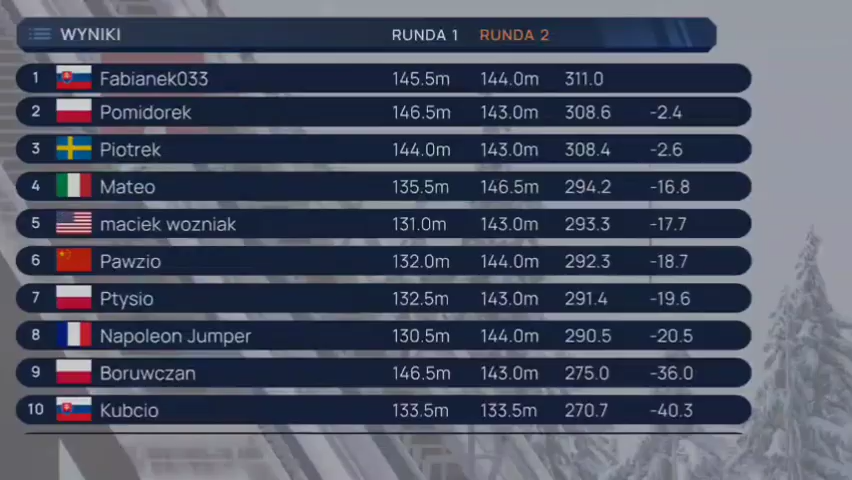 WYNIKI RUNDA 1 RUNDA 2
1 Fabianek033 145.5m 144.0m 311.0
2 Pomidorek 146.5m 143.0m 308.6 -2.4
3 Piotrek 144.0m 143.0m 308.4 -2.6
4 Mateo 135.5m 146.5m 294.2 -16.8
5 maciek wozniak 131.0m 143.0m 293.3 -17.7
6 Pawzio 132.0m 144.0m 292.3 -18.7
7 Ptysio 132.5m 143.0m 291.4 -19.6
8 Napoleon Jumper 130.5m 144.0m 290.5 -20.5
9 Boruwczan 146.5m 143.0m 275.0 -36.0
10 Kubcio 133.5m 133.5m 270.7 -40.3